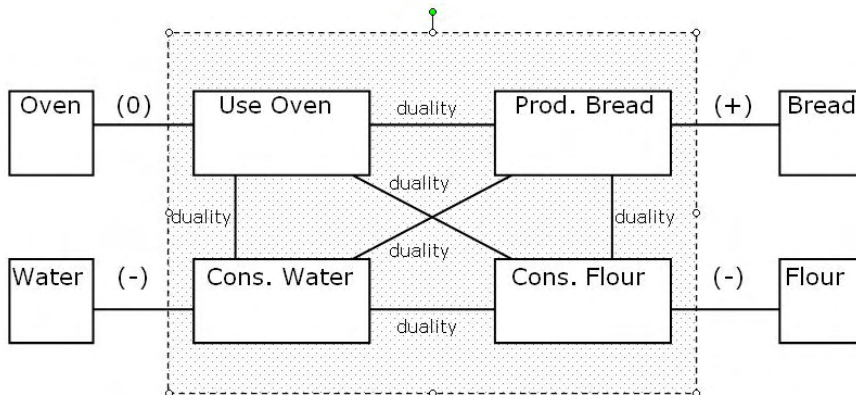 Oven (0) Use Oven duality Prod. Bread (+) Bread
duality
duality duality
duality
Water (-) Cons. Water Cons. Flour (-) Flour
duality